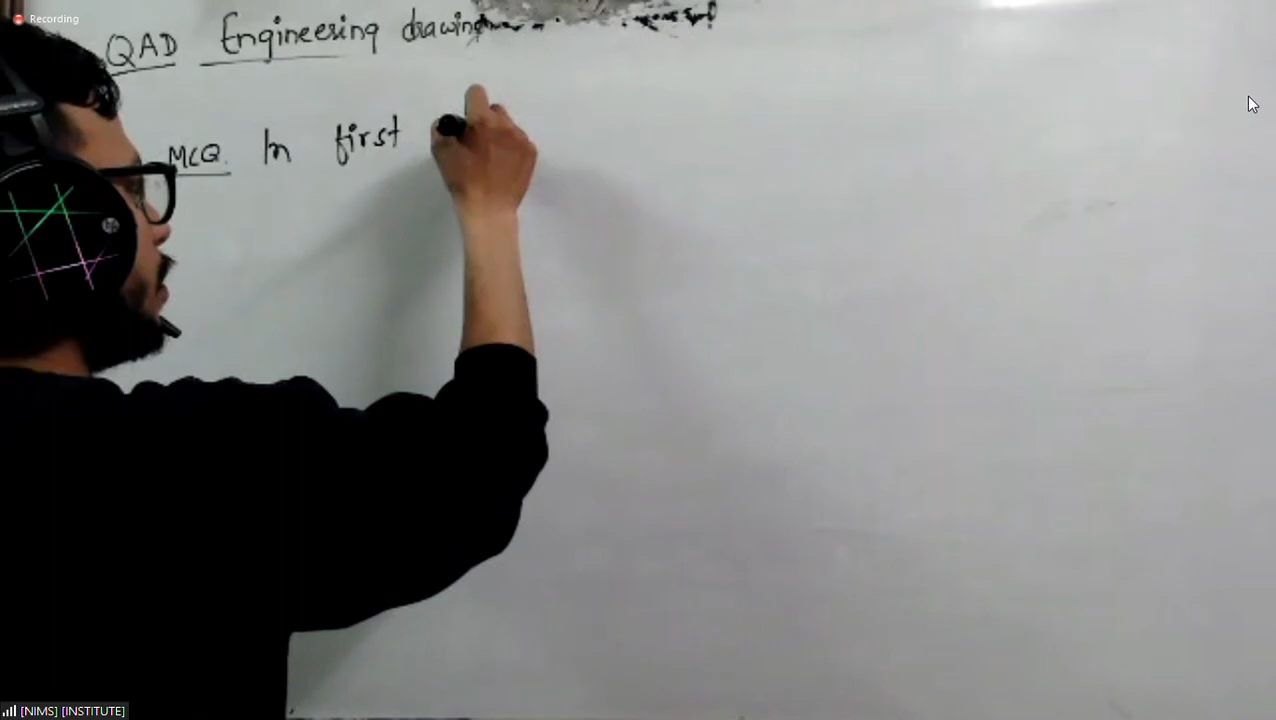 Recording
QAD Engineering drawing
MCQ. In first
[NIMS] [INSTITUTE]